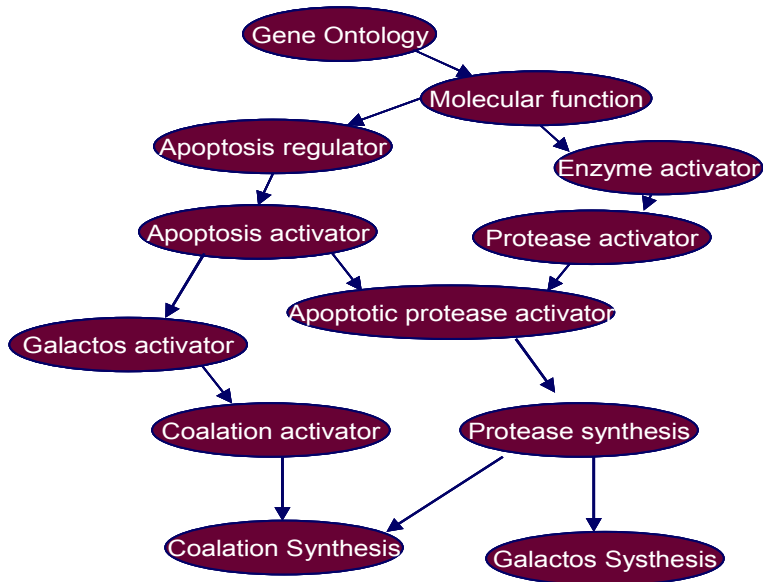 Gene Ontology
Molecular function
Apoptosis regulator
Enzyme activator
Apoptosis activator
Protease activator
Apoptotic protease activator
Galactos activator
Coalation activator
Protease synthesis
Coalation Synthesis
Galactos Systhesis